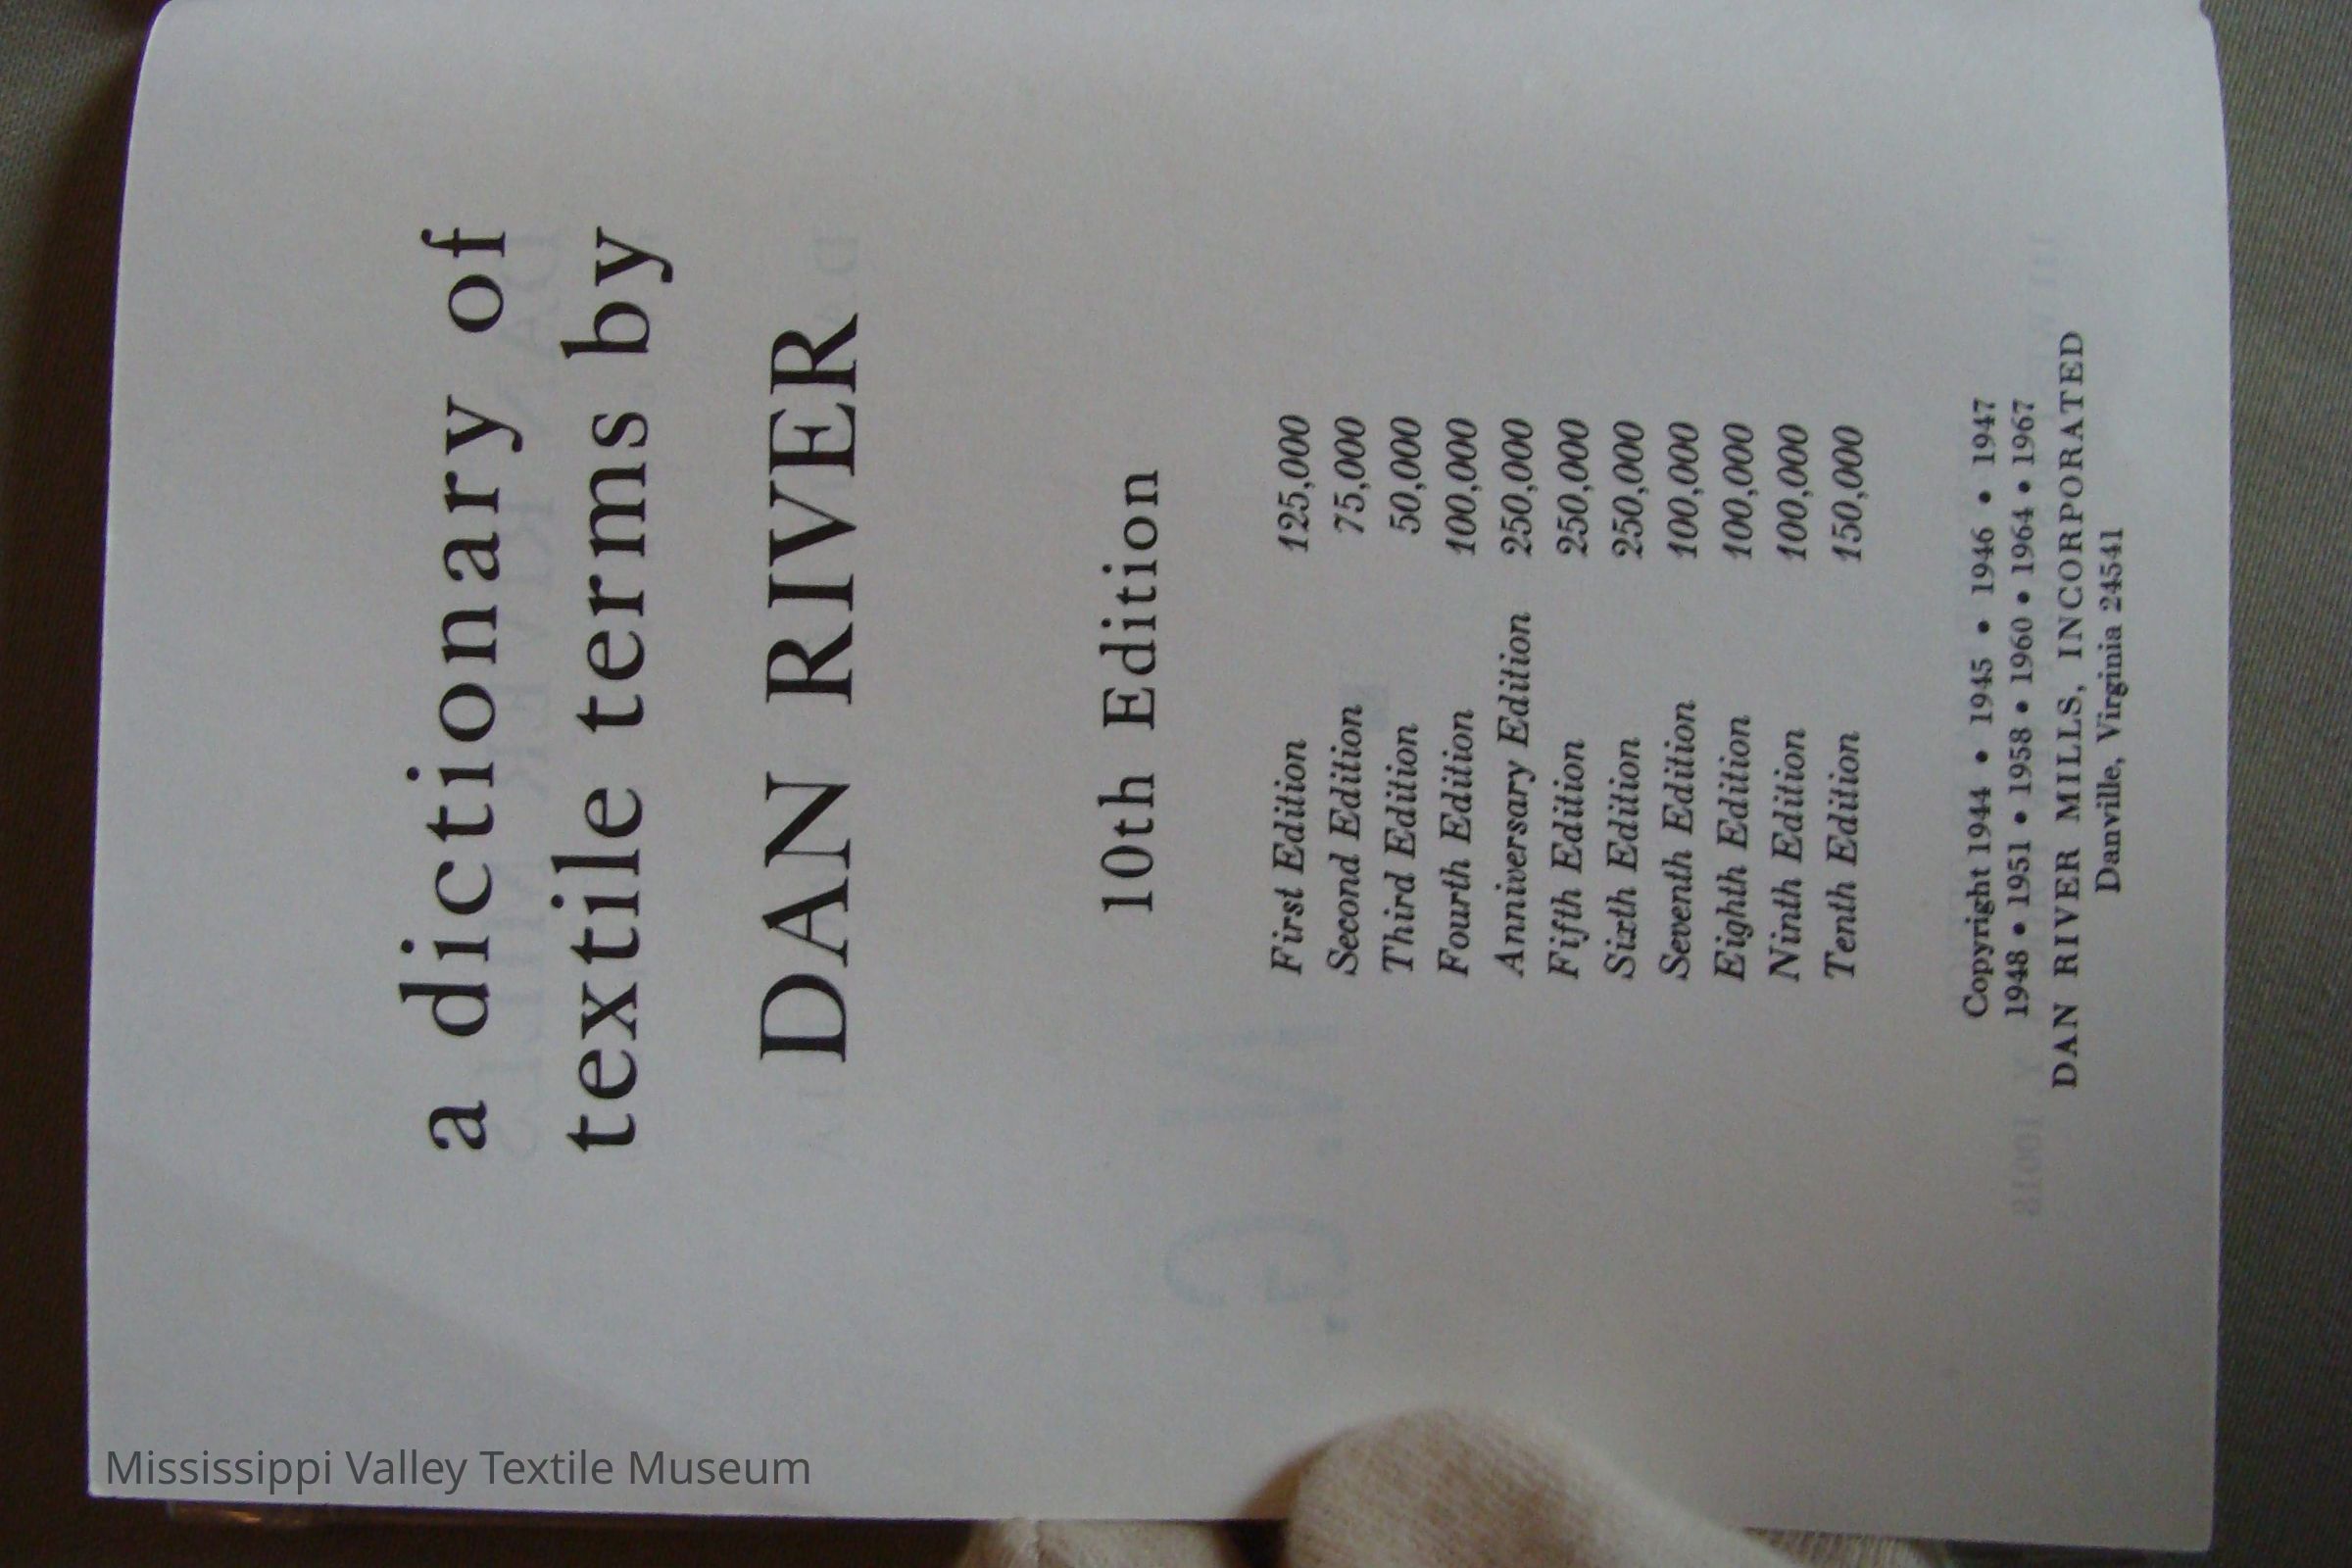 a dictionary of
textile terms by
DAN RIVER
10th Edition
First Edition 125,000
Second Edition 75,000
Third Edition 50,000
Fourth Edition 100,000
Anniversary Edition 250,000
Fifth Edition 250,000
Sixth Edition 250,000
Seventh Edition 100,000
Eighth Edition 100,000
Ninth Edition 100,000
Tenth Edition 150,000
Copyright 1944 • 1945 • 1946 • 1947
1948 • 1951 • 1958 • 1960 • 1964 • 1967
DAN RIVER MILLS, INCORPORATED
Danville, Virginia 24541
Mississippi Valley Textile Museum